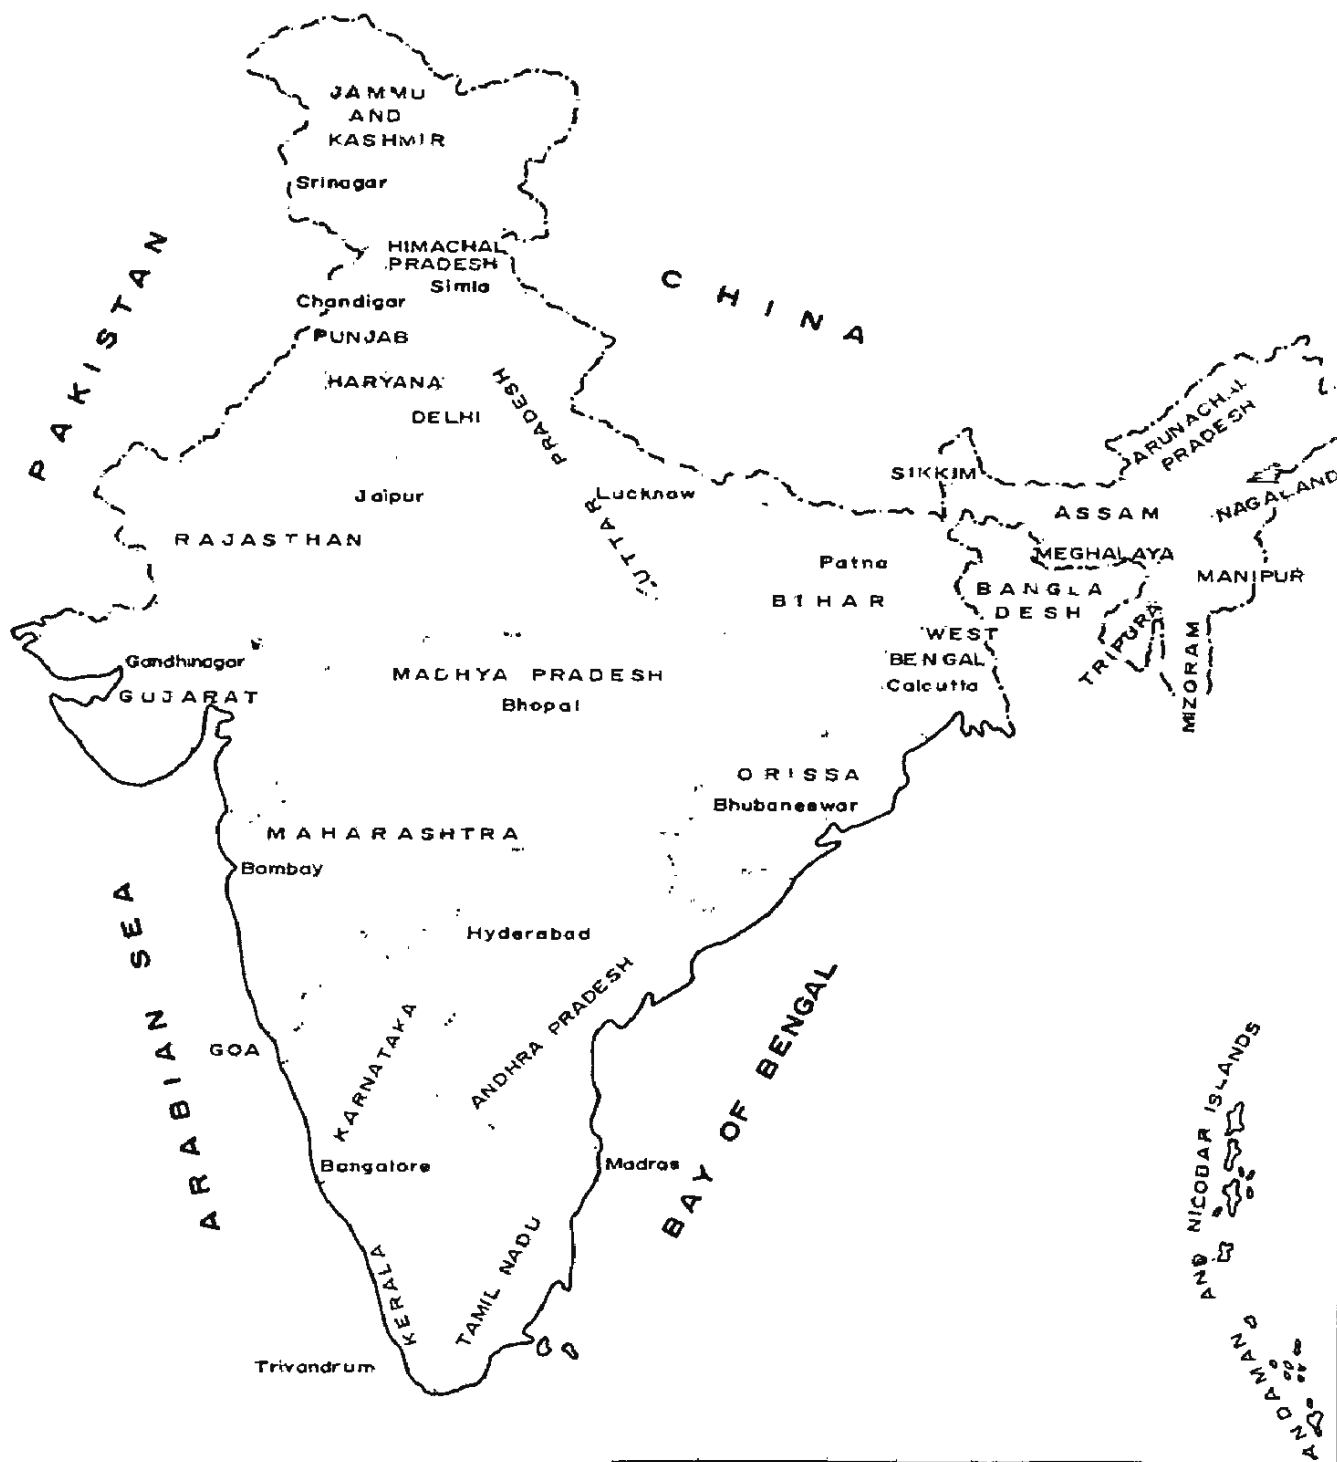 JAMMU
AND
KASHMIR
Srinagar
HIMACHAL
PRADESH
Simla
CHINA
PAKISTAN
Chandigar
PUNJAB
HARYANA
DELHI
UTTAR PRADESH
ARUNACHAL
PRADESH
SIKKIM
NAGALAND
Jaipur
Lucknow
ASSAM
RAJASTHAN
MEGHALAYA
Patna
MANIPUR
BIHAR
BANGLA
DESH
TRIPURA
MIZORAM
WEST
BENGAL
Calcutta
Gandhinagar
GUJARAT
MADHYA PRADESH
Bhopal
ORISSA
Bhubaneswar
MAHARASHTRA
Bombay
ARABIAN SEA
Hyderabad
ANDHRA PRADESH
BAY OF BENGAL
GOA
KARNATAKA
Bangalore
Madras
KERALA
TAMIL NADU
Trivandrum
ANDAMAN
AND NICOBAR ISLANDS